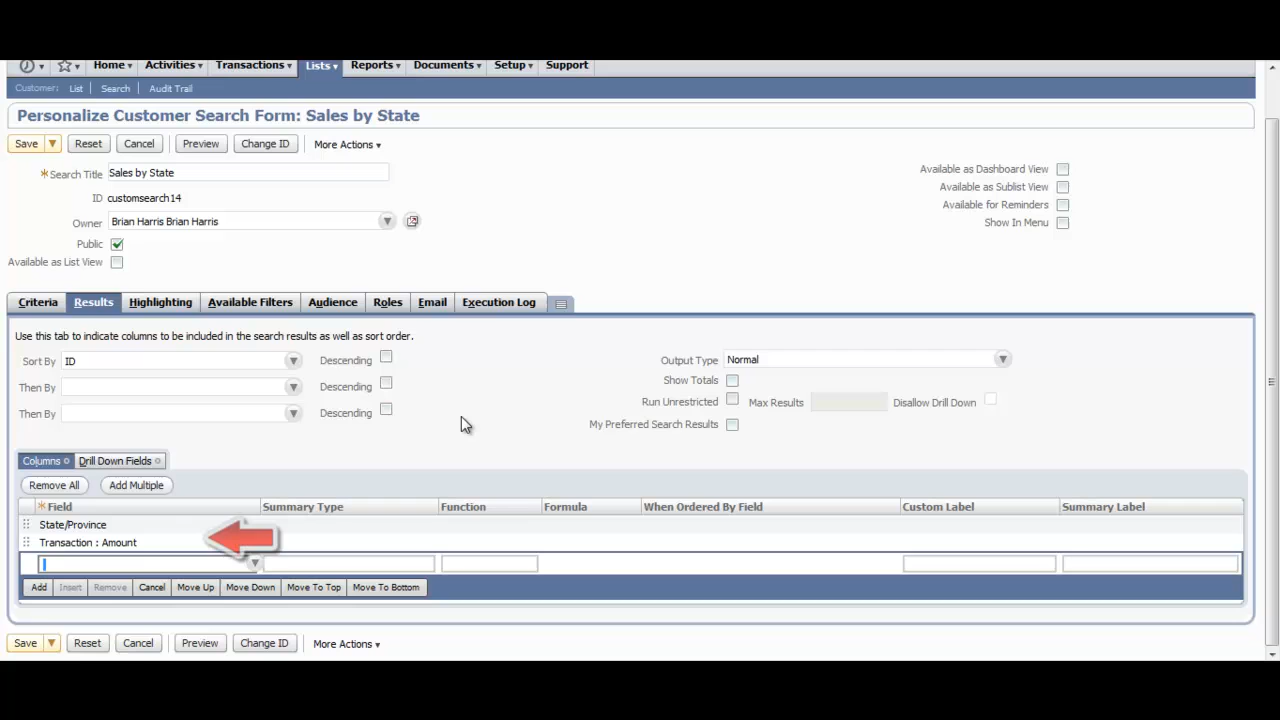 Home Activities Transactions Lists Reports Documents Setup Support
Customer: List Search Audit Trail
Personalize Customer Search Form: Sales by State
Save Reset Cancel Preview Change ID More Actions
*Search Title Sales by State
ID customsearch14
Owner Brian Harris Brian Harris
Public
Available as List View
Available as Dashboard View
Available as Sublist View
Available for Reminders
Show In Menu
Criteria Results Highlighting Available Filters Audience Roles Email Execution Log
Use this tab to indicate columns to be included in the search results as well as sort order.
Sort By ID Descending
Then By Descending
Then By Descending
Output Type Normal
Show Totals
Run Unrestricted Max Results Disallow Drill Down
My Preferred Search Results
Columns Drill Down Fields
Remove All Add Multiple
*Field Summary Type Function Formula When Ordered By Field Custom Label Summary Label
State/Province
Transaction : Amount
Add Insert Remove Cancel Move Up Move Down Move To Top Move To Bottom
Save Reset Cancel Preview Change ID More Actions